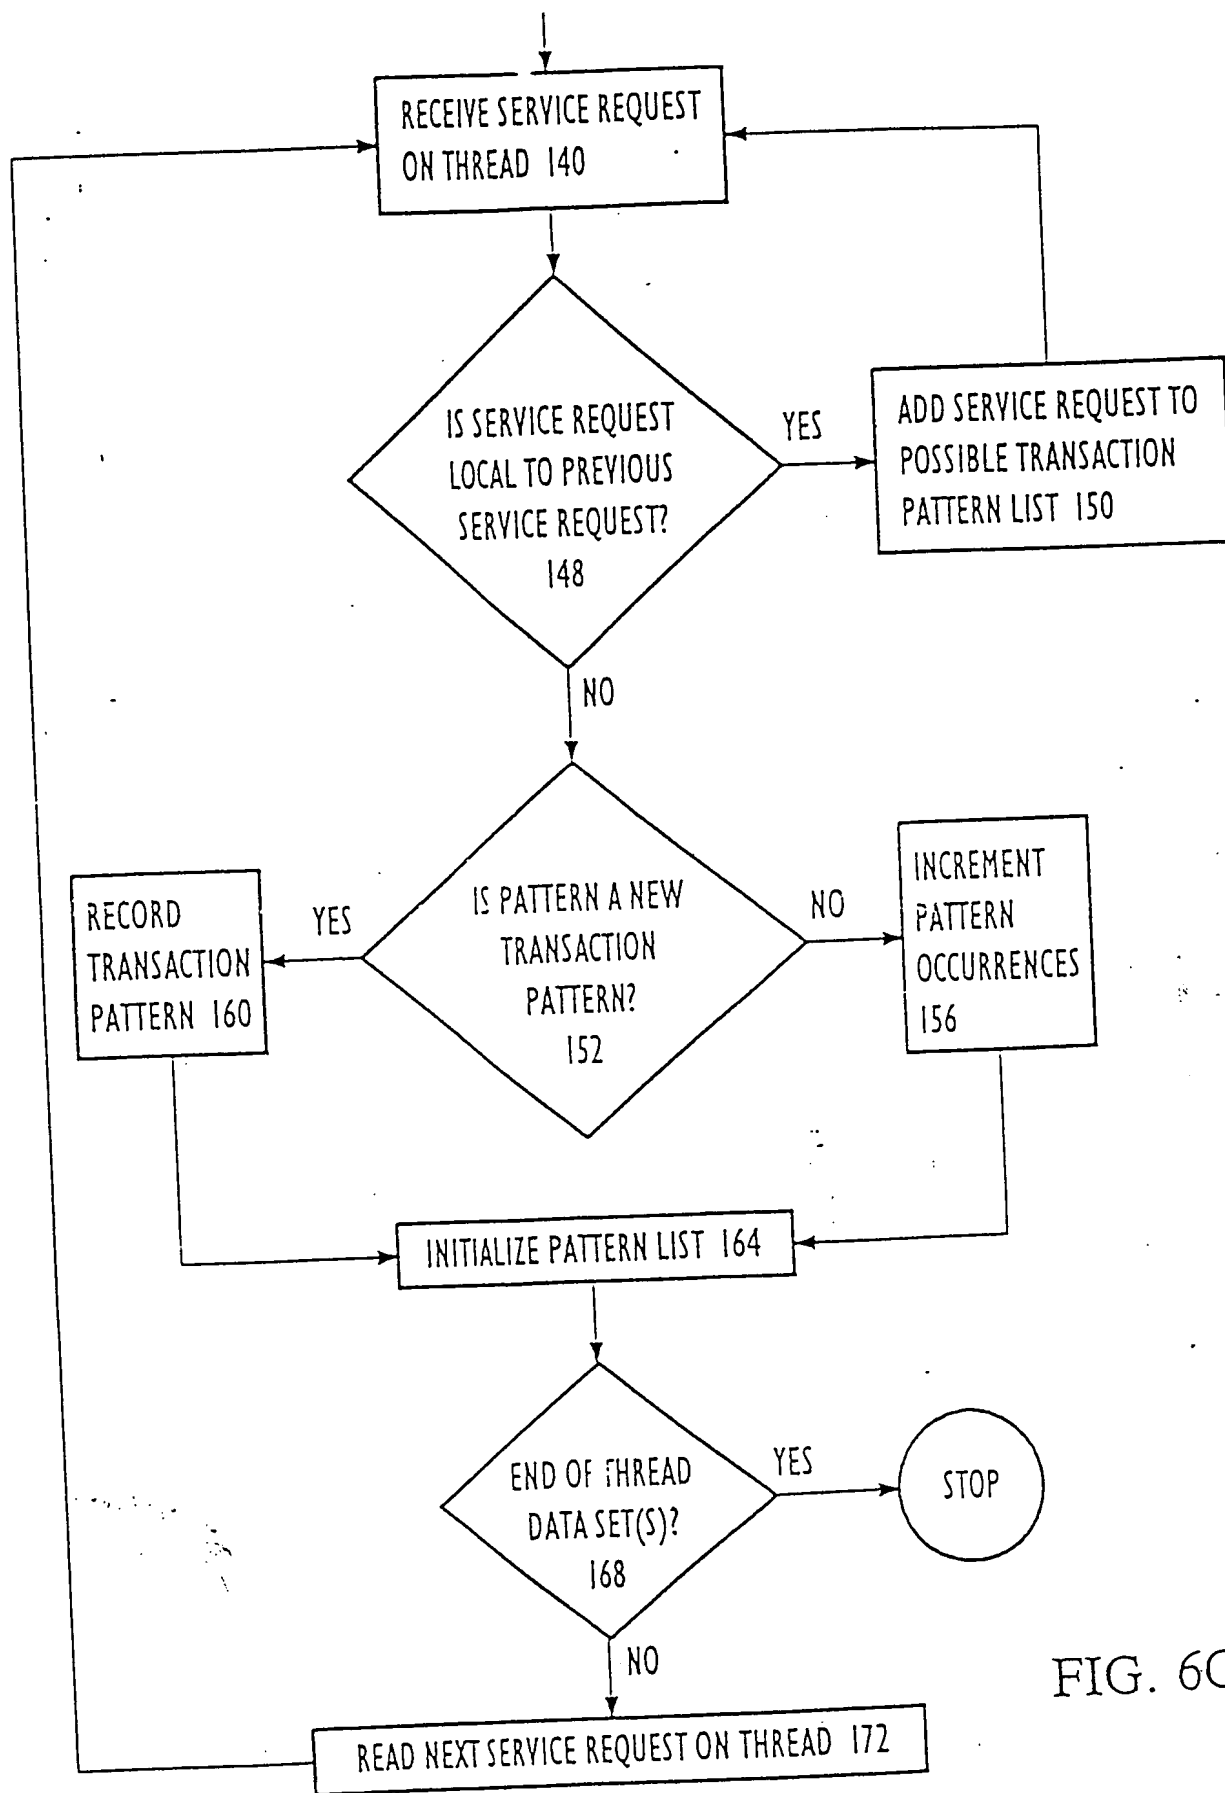 RECEIVE SERVICE REQUEST
ON THREAD 140
IS SERVICE REQUEST
LOCAL TO PREVIOUS
SERVICE REQUEST?
148
YES
ADD SERVICE REQUEST TO
POSSIBLE TRANSACTION
PATTERN LIST 150
NO
IS PATTERN A NEW
TRANSACTION
PATTERN?
152
YES
RECORD
TRANSACTION
PATTERN 160
NO
INCREMENT
PATTERN
OCCURRENCES
156
INITIALIZE PATTERN LIST 164
END OF THREAD
DATA SET(S)?
168
YES
STOP
NO
READ NEXT SERVICE REQUEST ON THREAD 172
FIG. 6C